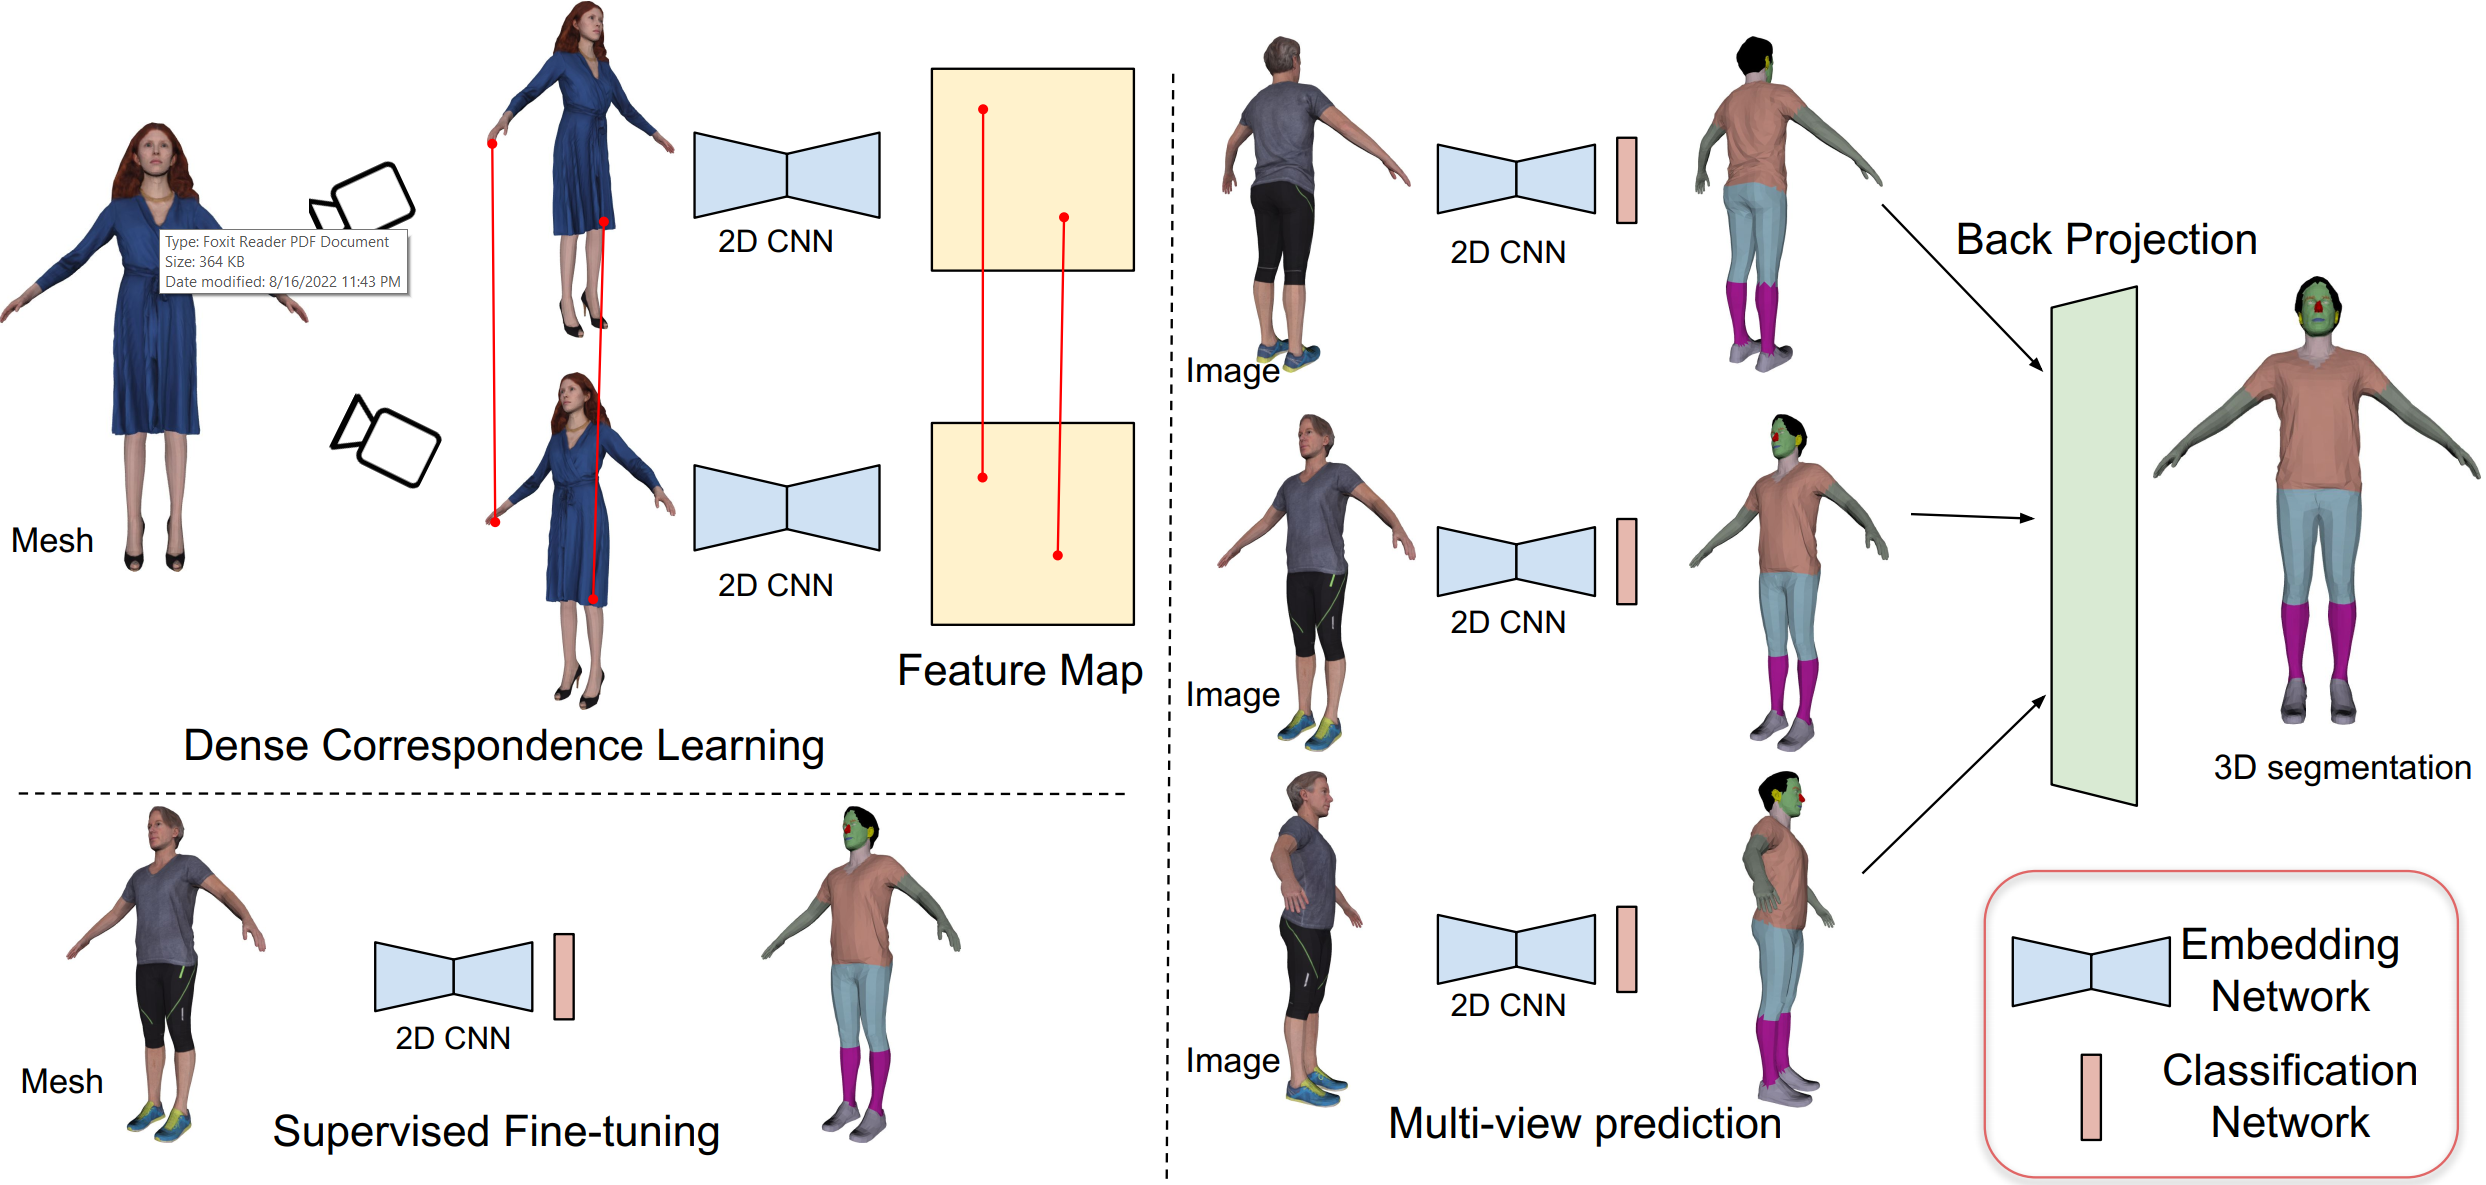 Type: Foxit Reader PDF Document
Size: 364 KB
Date modified: 8/16/2022 11:43 PM
Mesh
2D CNN
2D CNN
Feature Map
Dense Correspondence Learning
Mesh
2D CNN
Supervised Fine-tuning
Image
2D CNN
Image
2D CNN
Image
2D CNN
Multi-view prediction
Back Projection
3D segmentation
Embedding
Network
Classification
Network